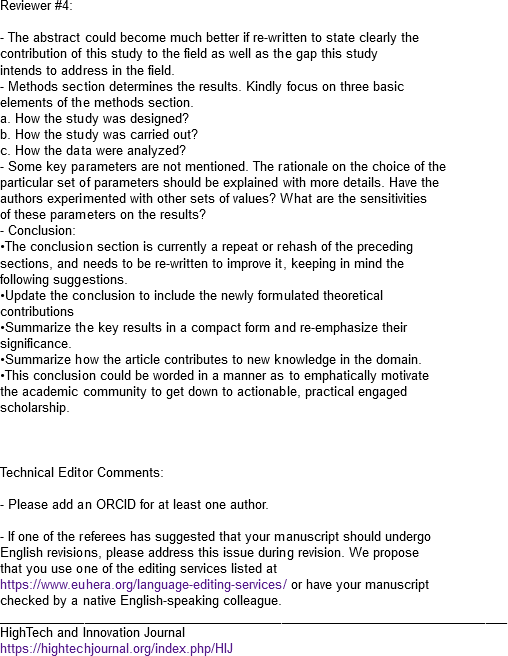 Reviewer #4:
- The abstract could become much better if re-written to state clearly the
contribution of this study to the field as well as the gap this study
intends to address in the field.
- Methods section determines the results. Kindly focus on three basic
elements of the methods section.
a. How the study was designed?
b. How the study was carried out?
c. How the data were analyzed?
- Some key parameters are not mentioned. The rationale on the choice of the
particular set of parameters should be explained with more details. Have the
authors experimented with other sets of values? What are the sensitivities
of these parameters on the results?
- Conclusion:
•The conclusion section is currently a repeat or rehash of the preceding
sections, and needs to be re-written to improve it, keeping in mind the
following suggestions.
•Update the conclusion to include the newly formulated theoretical
contributions
•Summarize the key results in a compact form and re-emphasize their
significance.
•Summarize how the article contributes to new knowledge in the domain.
•This conclusion could be worded in a manner as to emphatically motivate
the academic community to get down to actionable, practical engaged
scholarship.
Technical Editor Comments:
- Please add an ORCID for at least one author.
- If one of the referees has suggested that your manuscript should undergo
English revisions, please address this issue during revision. We propose
that you use one of the editing services listed at
https://www.euhera.org/language-editing-services/ or have your manuscript
checked by a native English-speaking colleague.
HighTech and Innovation Journal
https://hightechjournal.org/index.php/HIJ